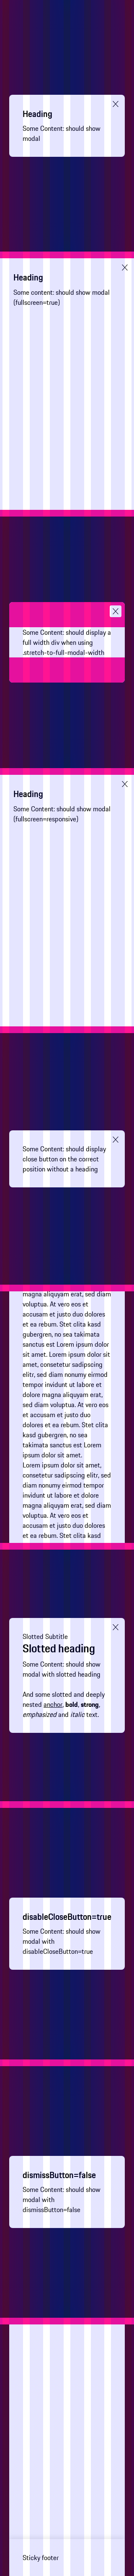 Heading
Some Content: should show
modal
Heading
Some content: should show modal
(fullscreen=true)
Some Content: should display a
full width div when using
.stretch-to-full-modal-width
Heading
Some Content: should show modal
(fullscreen=responsive)
Some Content: should display
close button on the correct
position without a heading
magna aliquyam erat, sed diam
voluptua. At vero eos et
accusam et justo duo dolores
et ea rebum. Stet clita kasd
gubergren, no sea takimata
sanctus est Lorem ipsum dolor
sit amet. Lorem ipsum dolor sit
amet, consetetur sadipscing
elitr, sed diam nonumy eirmod
tempor invidunt ut labore et
dolore magna aliquyam erat,
sed diam voluptua. At vero eos
et accusam et justo duo
dolores et ea rebum. Stet clita
kasd gubergren, no sea
takimata sanctus est Lorem
ipsum dolor sit amet.
Lorem ipsum dolor sit amet,
consetetur sadipscing elitr, sed
diam nonumy eirmod tempor
invidunt ut labore et dolore
magna aliquyam erat, sed diam
voluptua. At vero eos et
accusam et justo duo dolores
et ea rebum. Stet clita kasd
Slotted Subtitle
Slotted heading
Some Content: should show
modal with slotted heading
And some slotted and deeply
nested anchor, bold, strong,
emphasized and italic text.
disableCloseButton=true
Some Content: should show
modal with
disableCloseButton=true
dismissButton=false
Some Content: should show
modal with
dismissButton=false
Sticky footer